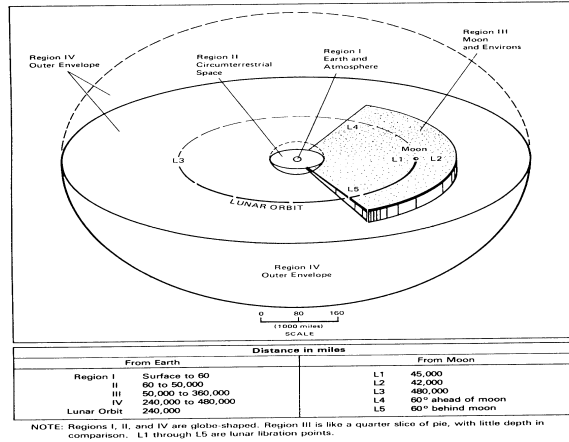 Region III
Moon
and Environs
Region I
Earth and
Atmosphere
Region II
Circumterrestrial
Space
Region IV
Outer Envelope
L4
Moon
L3
L1
L2
L5
LUNAR ORBIT
Region IV
Outer Envelope
0 80 160
(1000 miles)
SCALE
Distance in miles
From Earth
Region I Surface to 60
II 60 to 50,000
III 50,000 to 360,000
IV 240,000 to 480,000
Lunar Orbit 240,000
From Moon
L1 45,000
L2 42,000
L3 480,000
L4 60° ahead of moon
L5 60° behind moon
NOTE: Regions I, II, and IV are globe-shaped. Region III is like a quarter slice of pie, with little depth in
comparison. L1 through L5 are lunar libration points.